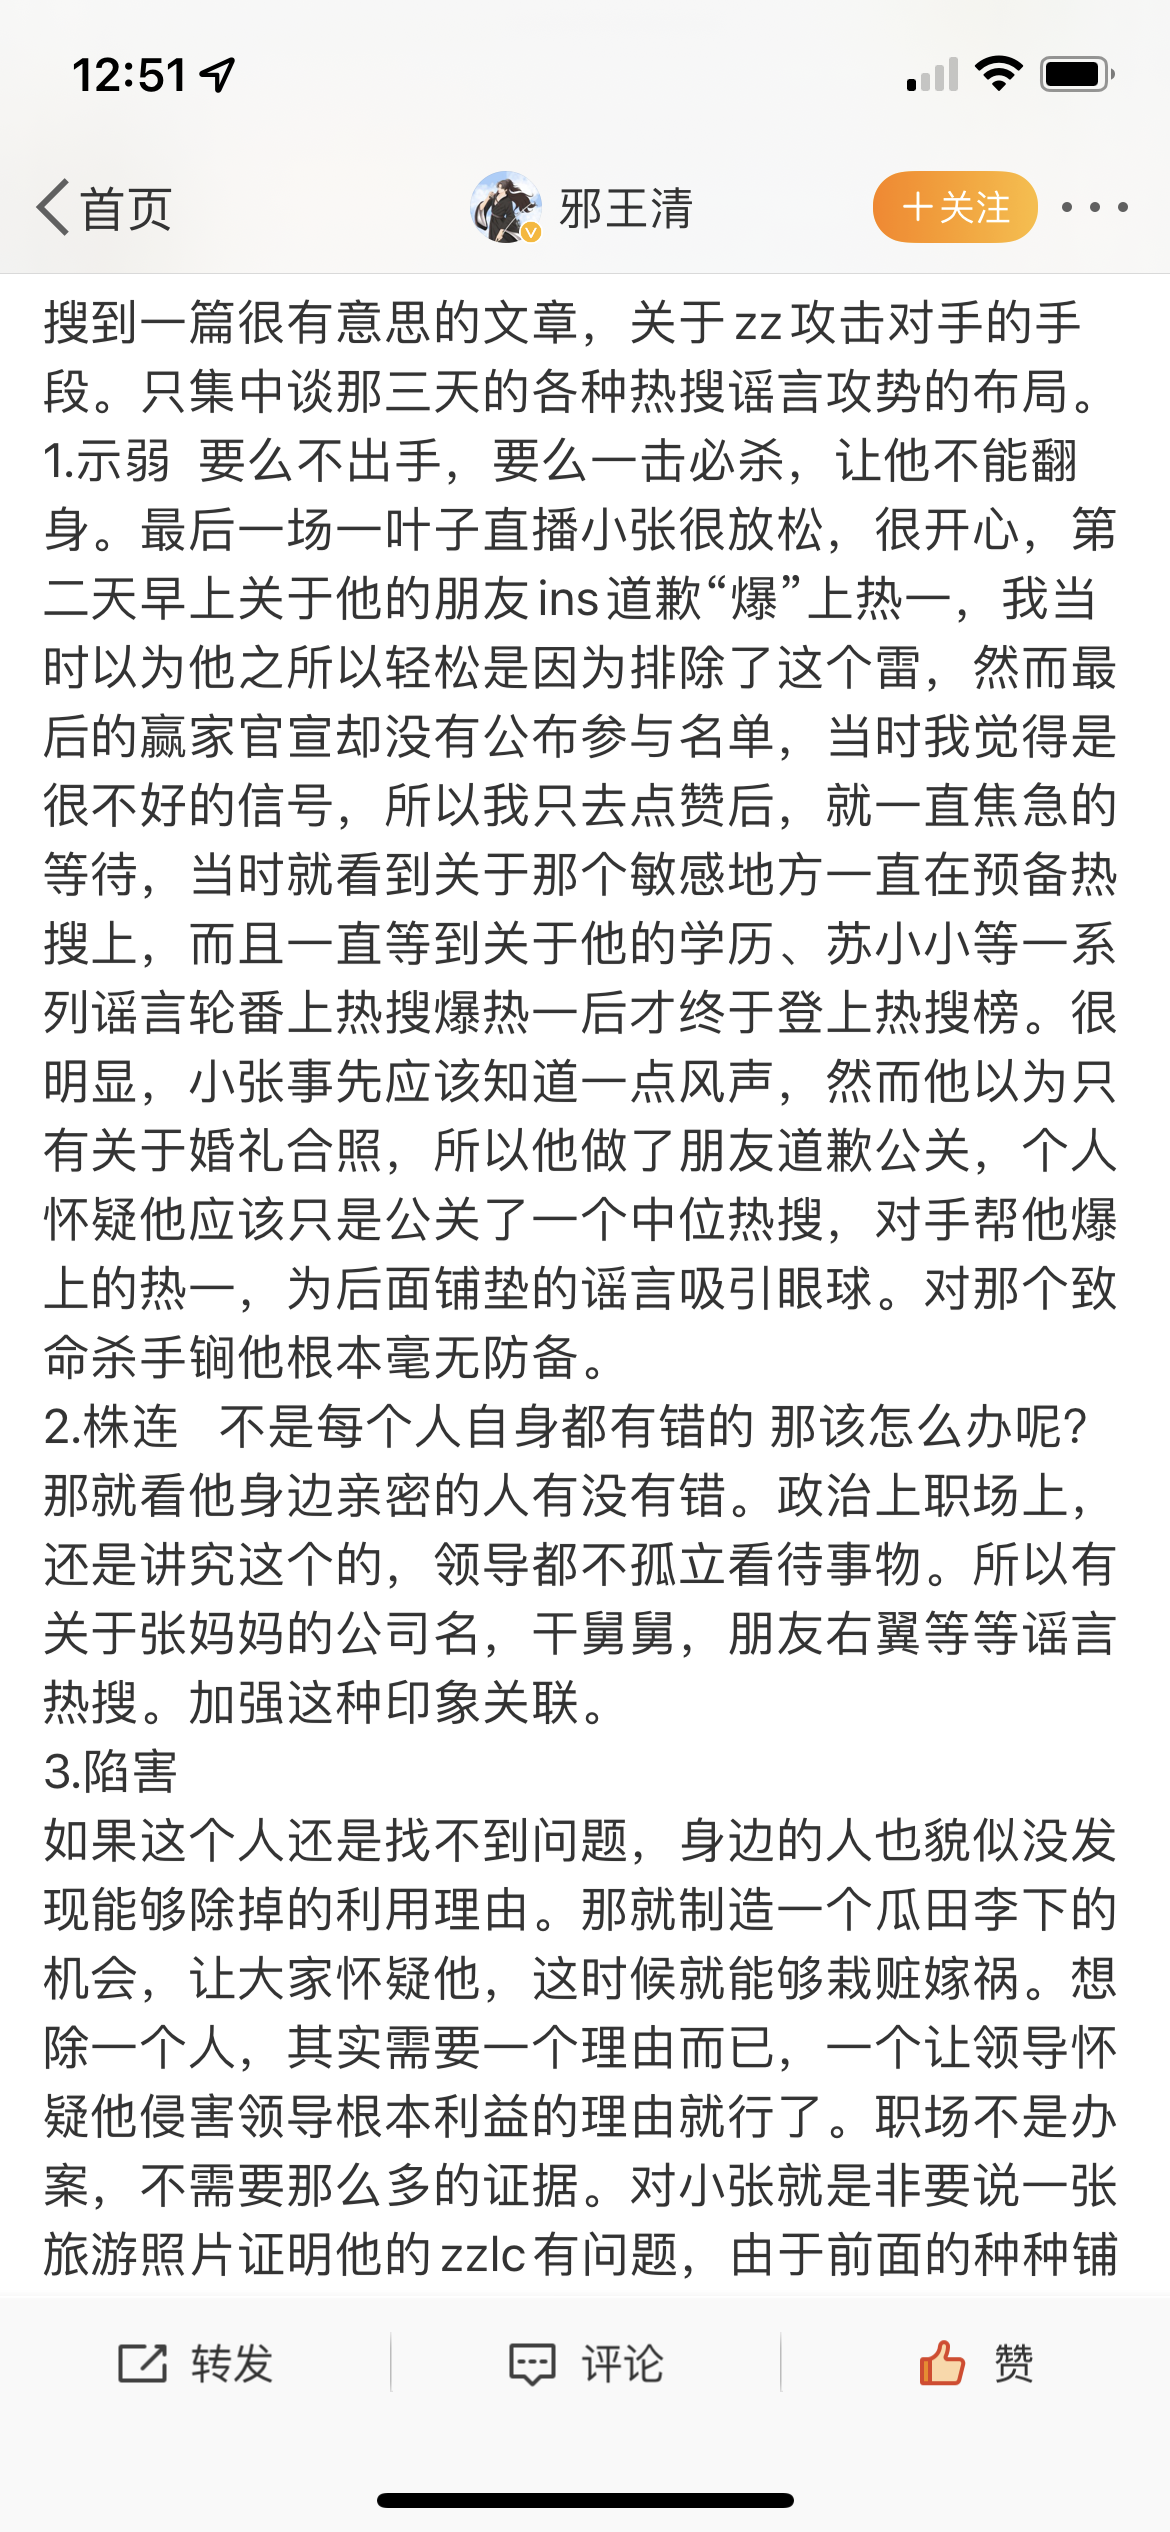 12:51
首页
邪王清
+关注
搜到一篇很有意思的文章，关于zz攻击对手的手
段。只集中谈那三天的各种热搜谣言攻势的布局。
1.示弱 要么不出手，要么一击必杀，让他不能翻
身。最后一场一叶子直播小张很放松，很开心，第
二天早上关于他的朋友ins道歉“爆”上热一，我当
时以为他之所以轻松是因为排除了这个雷，然而最
后的赢家官宣却没有公布参与名单，当时我觉得是
很不好的信号，所以我只去点赞后，就一直焦急的
等待，当时就看到关于那个敏感地方一直在预备热
搜上，而且一直等到关于他的学历、苏小小等一系
列谣言轮番上热搜爆热一后才终于登上热搜榜。很
明显，小张事先应该知道一点风声，然而他以为只
有关于婚礼合照，所以他做了朋友道歉公关，个人
怀疑他应该只是公关了一个中位热搜，对手帮他爆
上的热一，为后面铺垫的谣言吸引眼球。对那个致
命杀手锏他根本毫无防备。
2.株连 不是每个人自身都有错的 那该怎么办呢?
那就看他身边亲密的人有没有错。政治上职场上，
还是讲究这个的，领导都不孤立看待事物。所以有
关于张妈妈的公司名，干舅舅，朋友右翼等等谣言
热搜。加强这种印象关联。
3.陷害
如果这个人还是找不到问题，身边的人也貌似没发
现能够除掉的利用理由。那就制造一个瓜田李下的
机会，让大家怀疑他，这时候就能够栽赃嫁祸。想
除一个人，其实需要一个理由而已，一个让领导怀
疑他侵害领导根本利益的理由就行了。职场不是办
案，不需要那么多的证据。对小张就是非要说一张
旅游照片证明他的zzlc有问题，由于前面的种种铺
转发
评论
赞